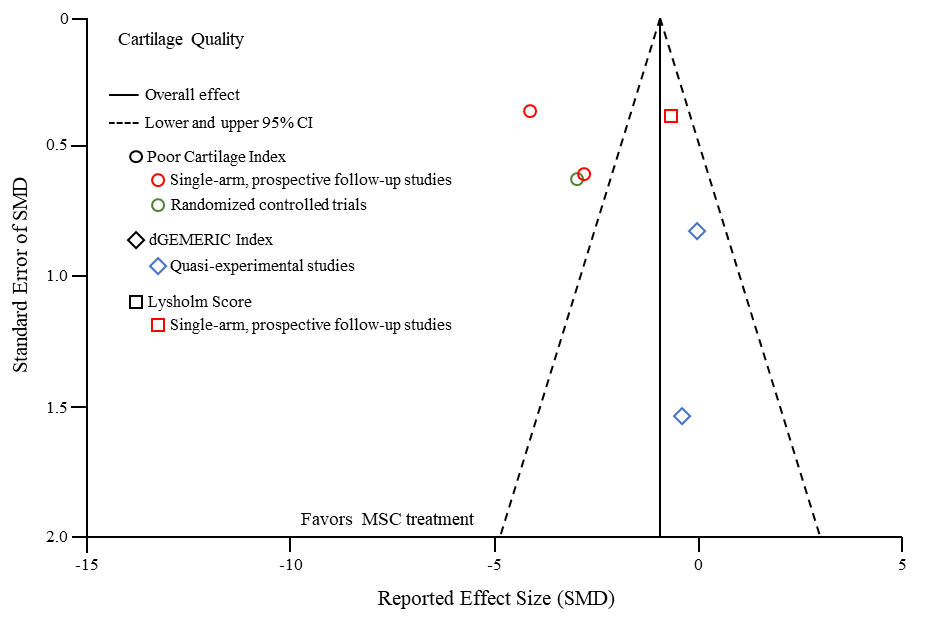 Cartilage Quality
Overall effect
Lower and upper 95% CI
Poor Cartilage Index
Single-arm, prospective follow-up studies
Randomized controlled trials
dGEMERIC Index
Quasi-experimental studies
Lysholm Score
Single-arm, prospective follow-up studies
Favors MSC treatment
Standard Error of SMD
0
0.5
1.0
1.5
2.0
-15
-10
-5
0
5
Reported Effect Size (SMD)